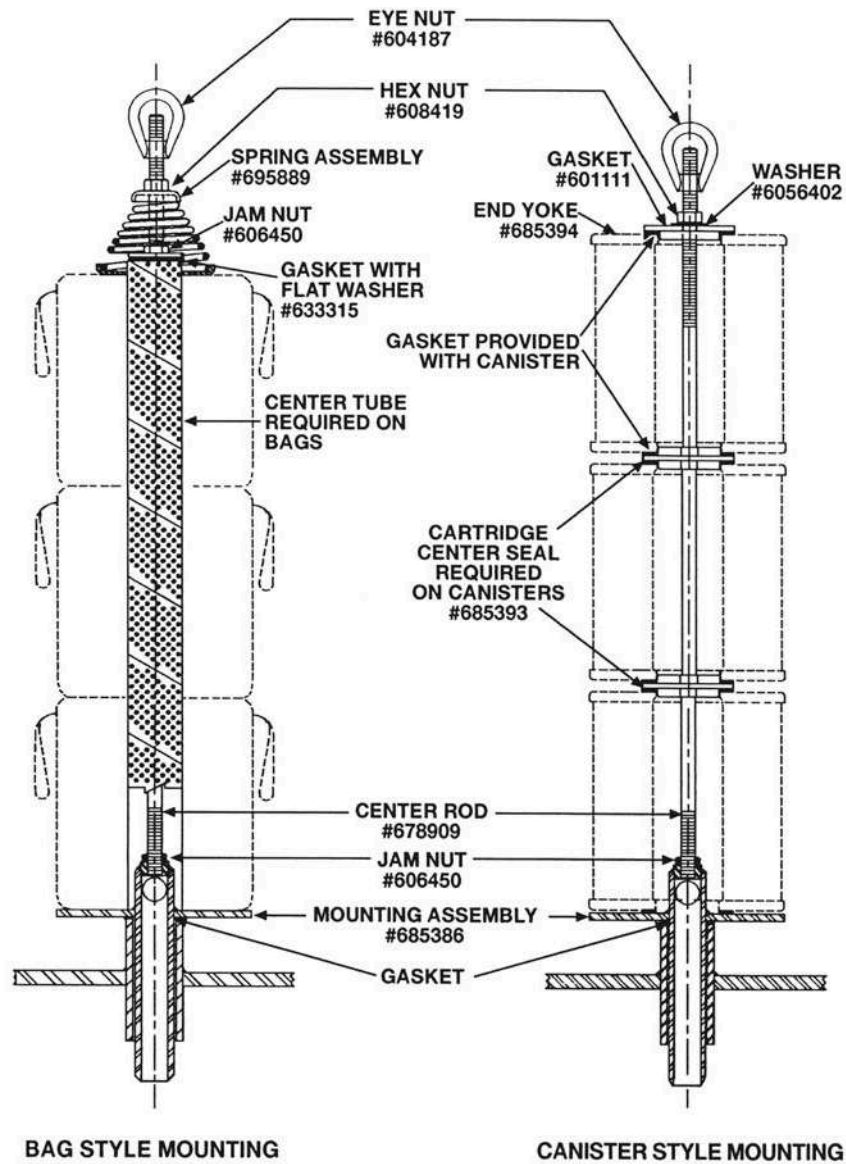 EYE NUT
#604187
HEX NUT
#608419
SPRING ASSEMBLY
#695889
GASKET
#601111
WASHER
#6056402
JAM NUT
#606450
END YOKE
#685394
GASKET WITH
FLAT WASHER
#633315
GASKET PROVIDED
WITH CANISTER
CENTER TUBE
REQUIRED ON
BAGS
CARTRIDGE
CENTER SEAL
REQUIRED
ON CANISTERS
#685393
CENTER ROD
#678909
JAM NUT
#606450
MOUNTING ASSEMBLY
#685386
GASKET
BAG STYLE MOUNTING
CANISTER STYLE MOUNTING